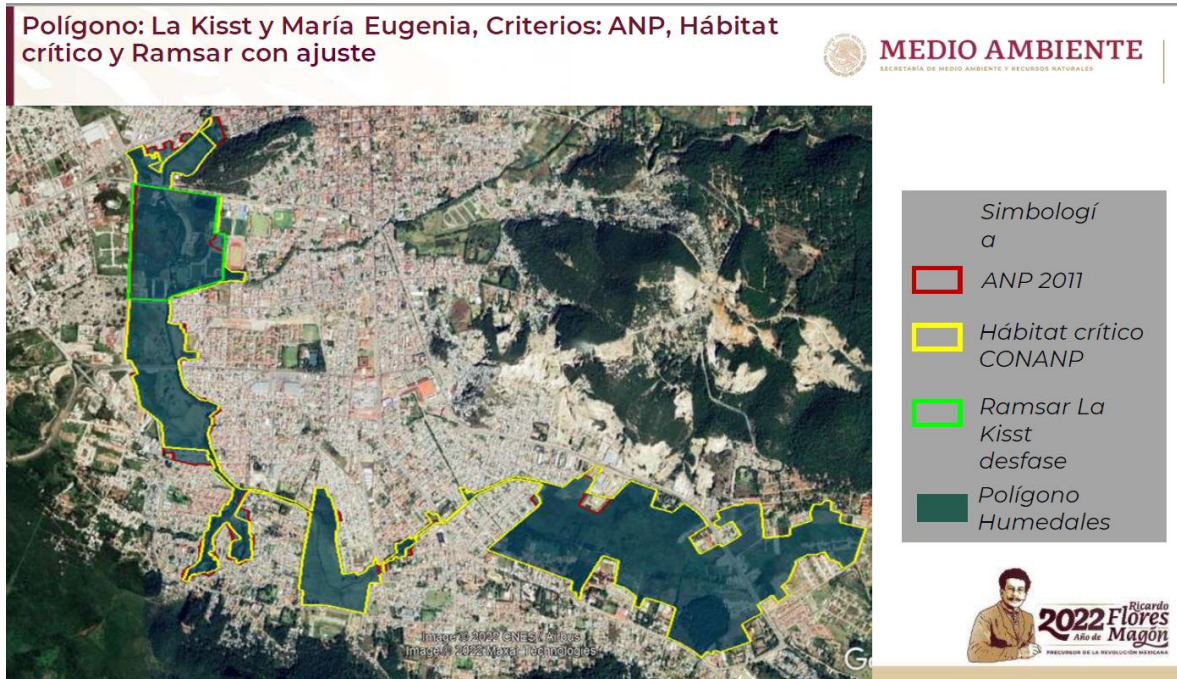 Polígono: La Kisst y María Eugenia, Criterios: ANP, Hábitat
crítico y Ramsar con ajuste
MEDIO AMBIENTE
SECRETARÍA DE MEDIO AMBIENTE Y RECURSOS NATURALES
Simbologí
a
ANP 2011
Hábitat crítico
CONANP
Ramsar La
Kisst
desfase
Polígono
Humedales
Image © 2022 CNES / Airbus
Image © 2022 Maxar Technologies
Go
2022 Ricardo
Flores
Año de Magón
PRECURSOR DE LA REVOLUCIÓN MEXICANA